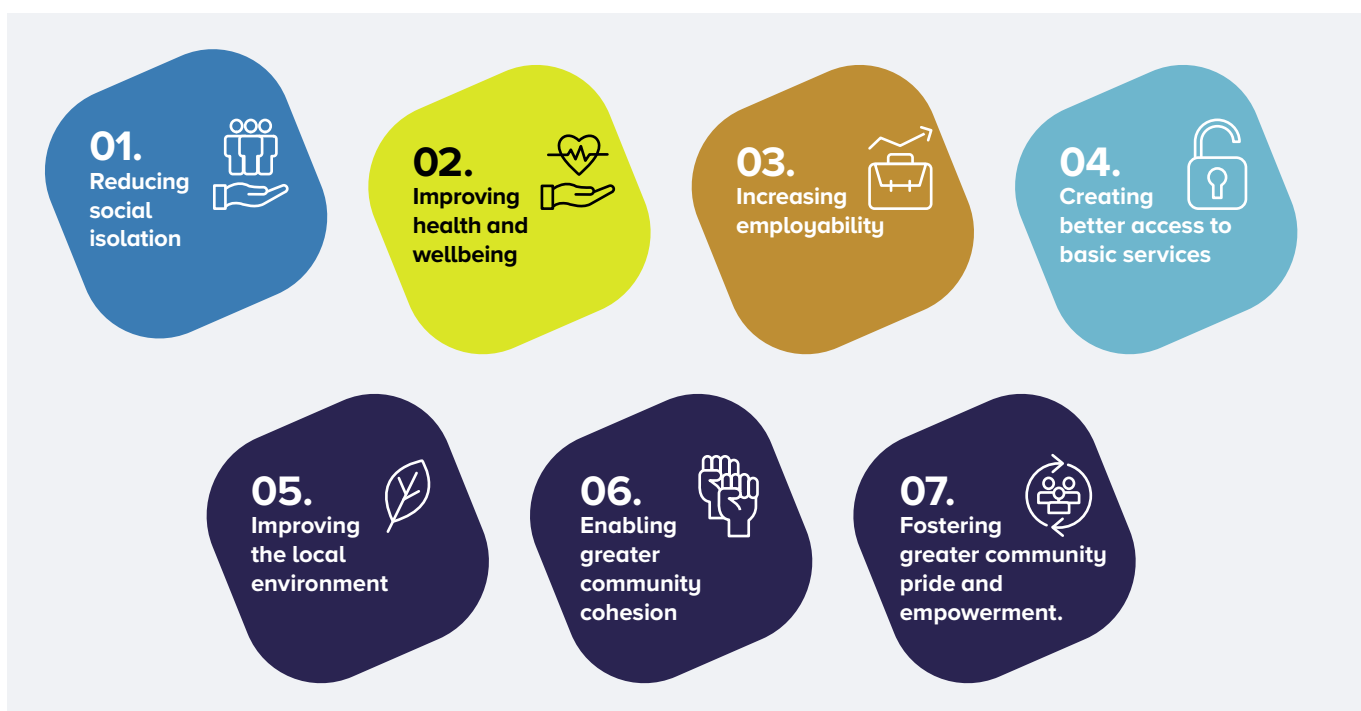 01.
Reducing
social
isolation
02.
Improving
health and
wellbeing
03.
Increasing
employability
04.
Creating
better access to
basic services
05.
Improving
the local
environment
06.
Enabling
greater
community
cohesion
07.
Fostering
greater community
pride and
empowerment.